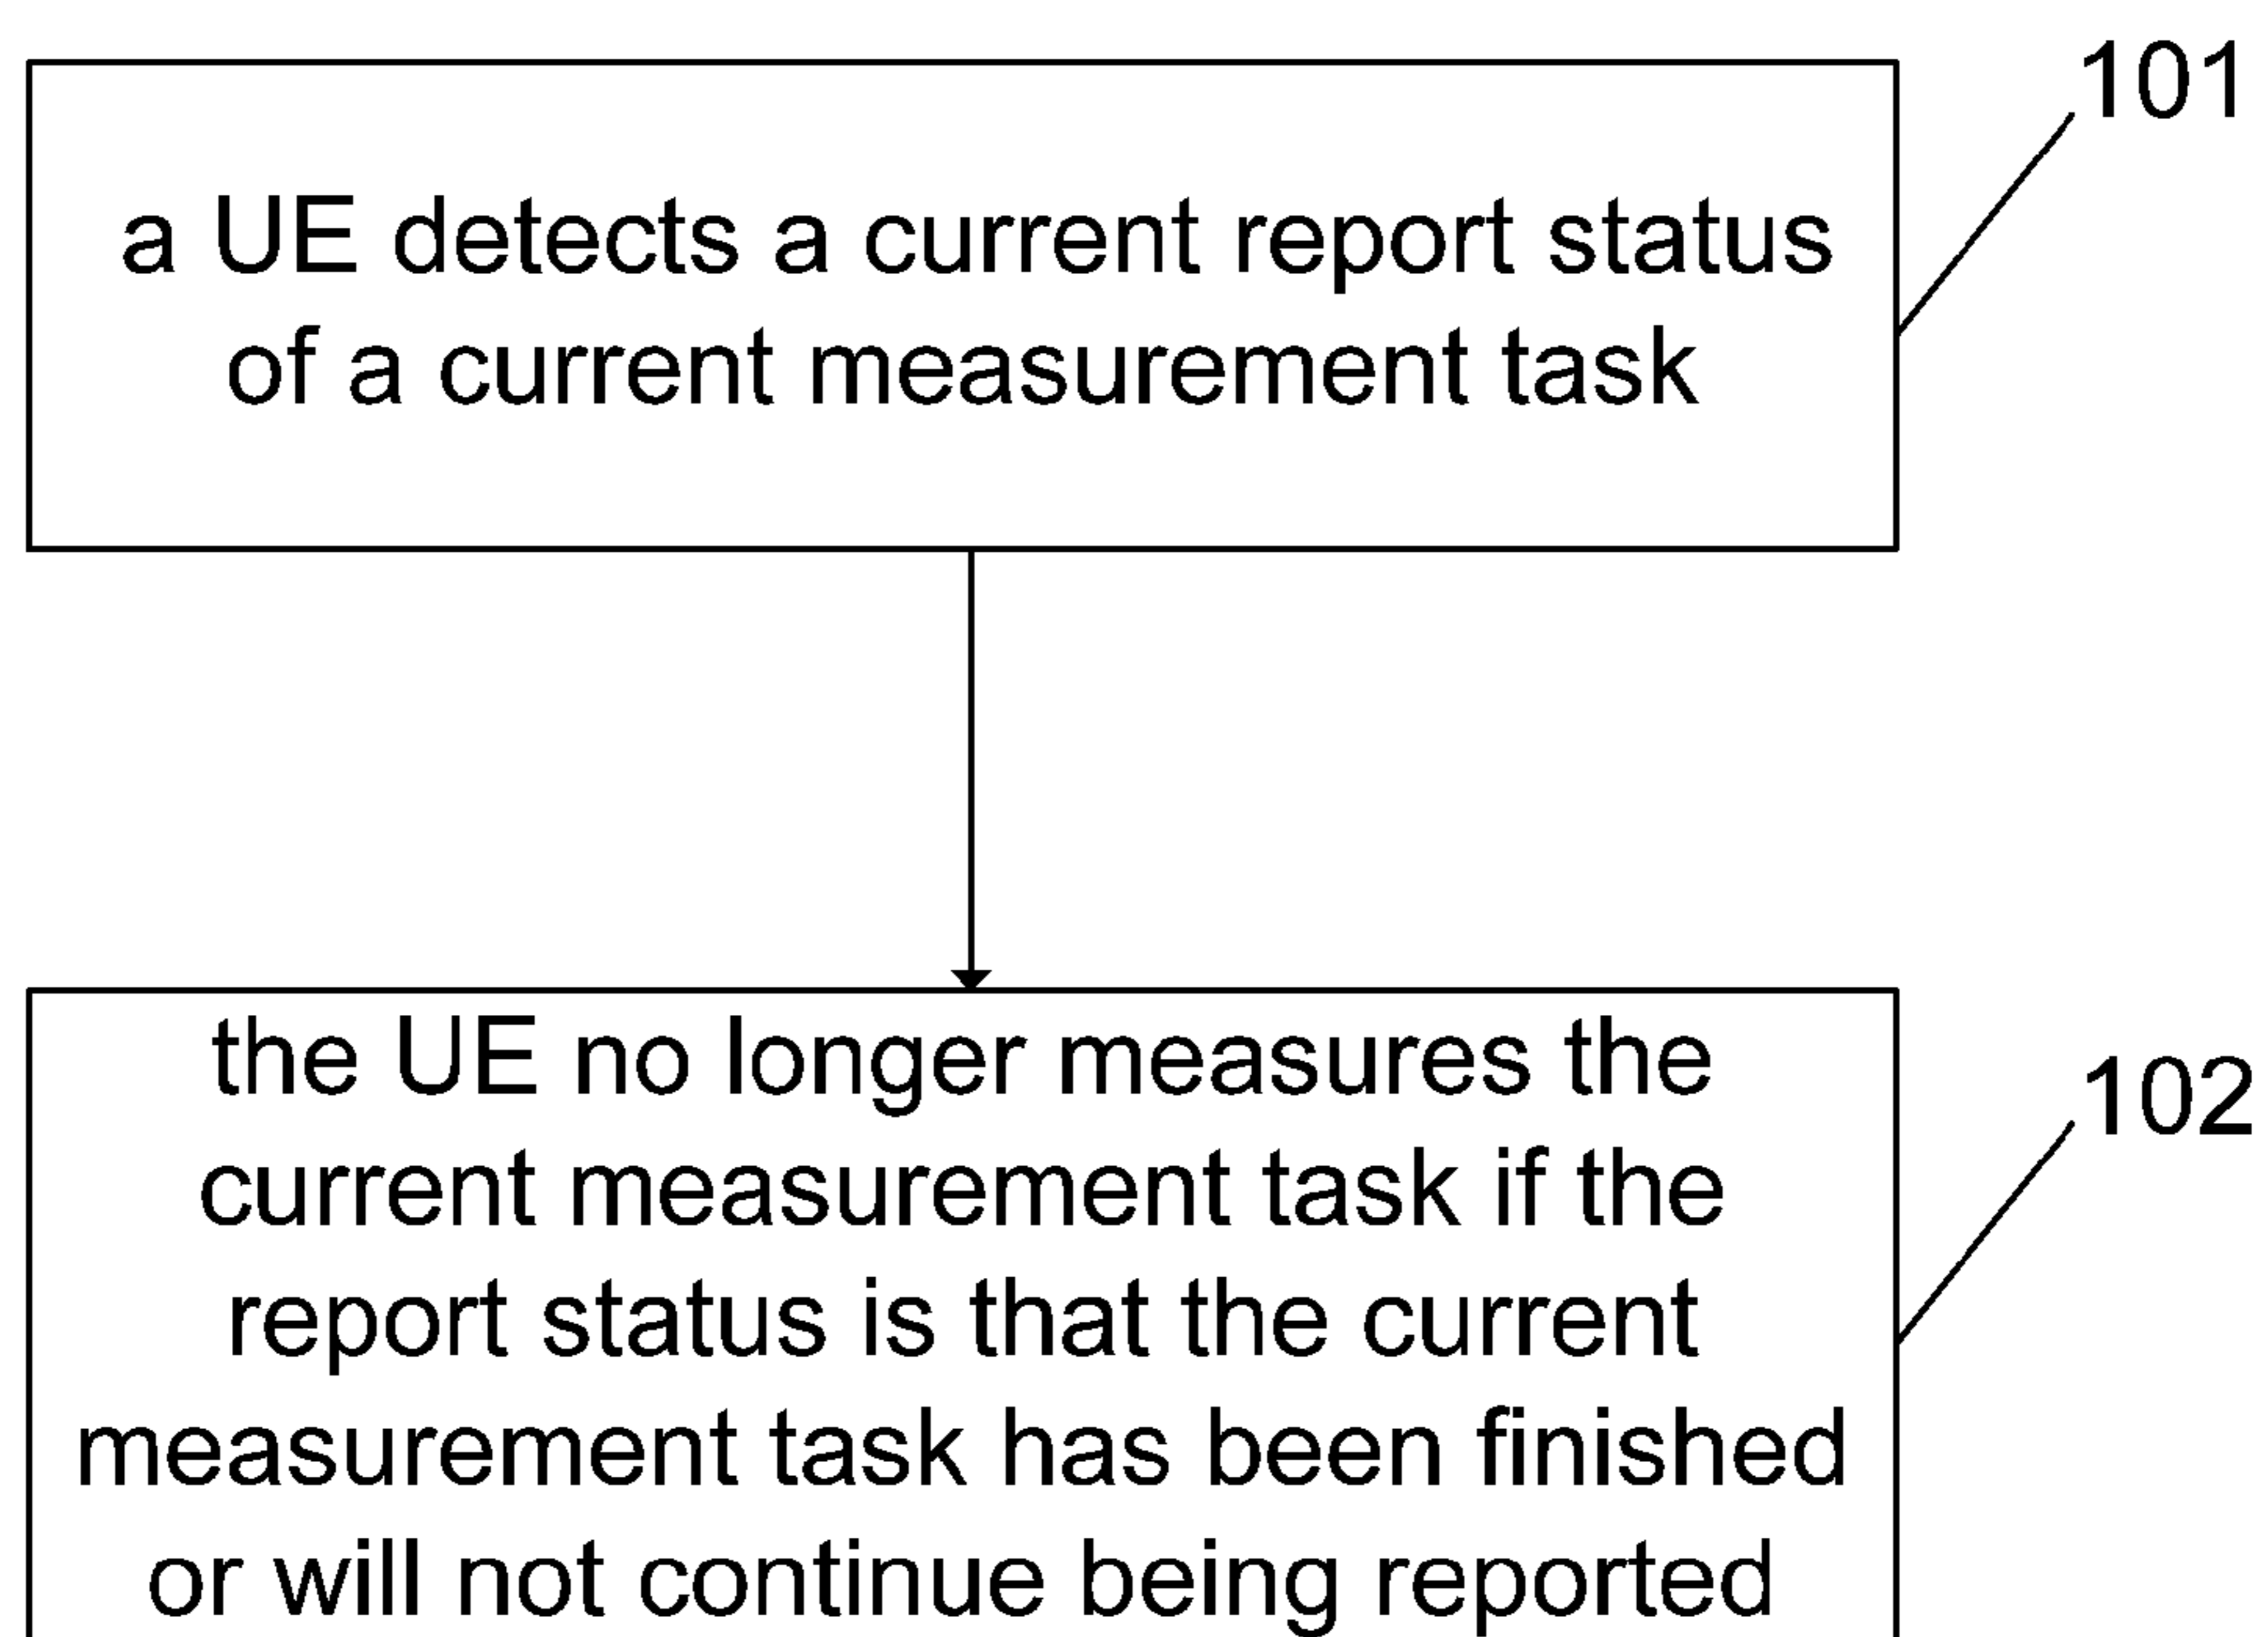 101
a UE detects a current report status
of a current measurement task
the UE no longer measures the
102
current measurement task if the
report status is that the current
measurement task has been finished
or will not continue being reported